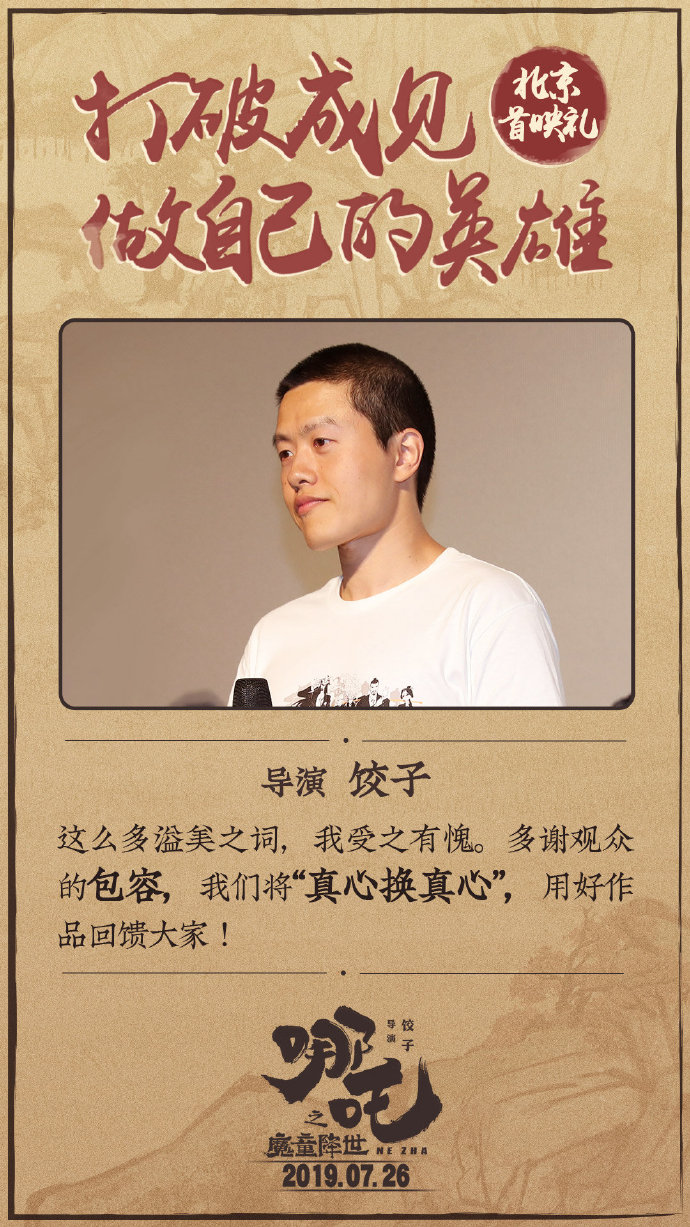 打破成见
北京
首映礼
做自己的英雄
导演 饺子
这么多溢美之词，我受之有愧。多谢观众
的包容，我们将“真心换真心”，用好作
品回馈大家！
哪吒
之
魔童降世
导演
饺子
NE ZHA
2019.07.26